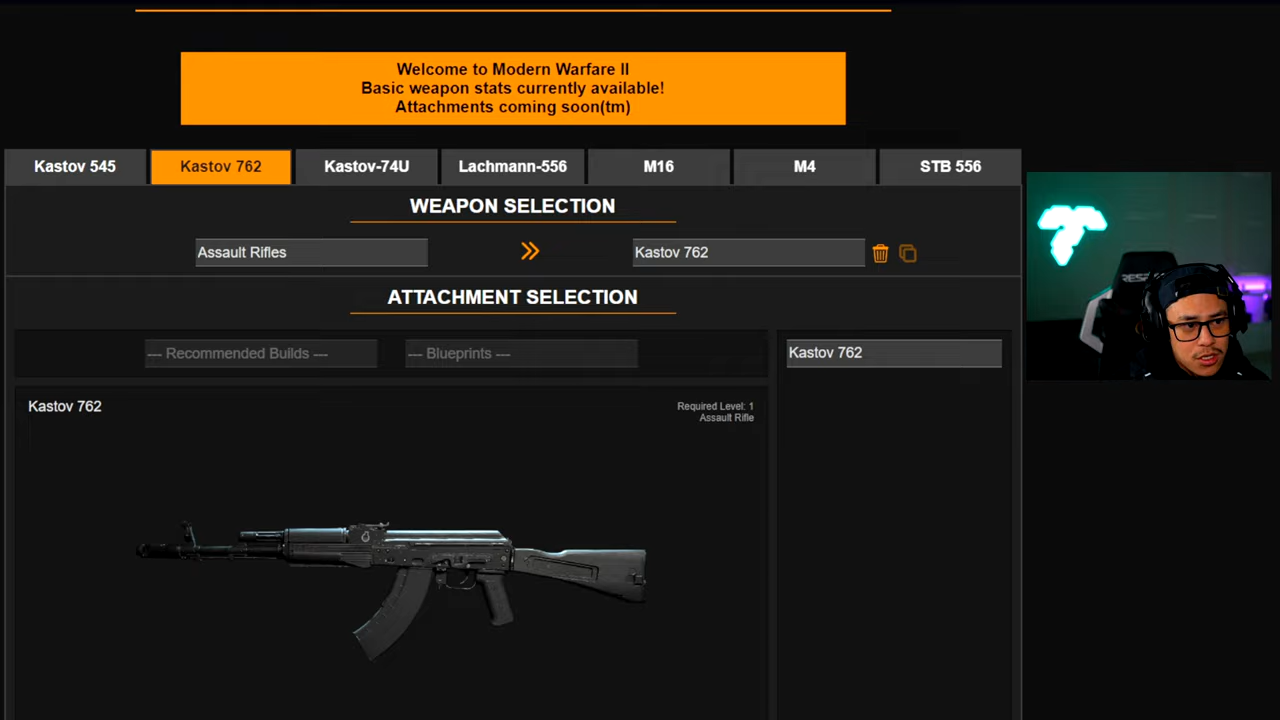 Welcome to Modern Warfare II
Basic weapon stats currently available!
Attachments coming soon(tm)
Kastov 545 Kastov 762 Kastov-74U Lachmann-556 M16 M4 STB 556
WEAPON SELECTION
Assault Rifles Kastov 762
ATTACHMENT SELECTION
--- Recommended Builds --- --- Blueprints --- Kastov 762
Kastov 762
Required Level: 1
Assault Rifle